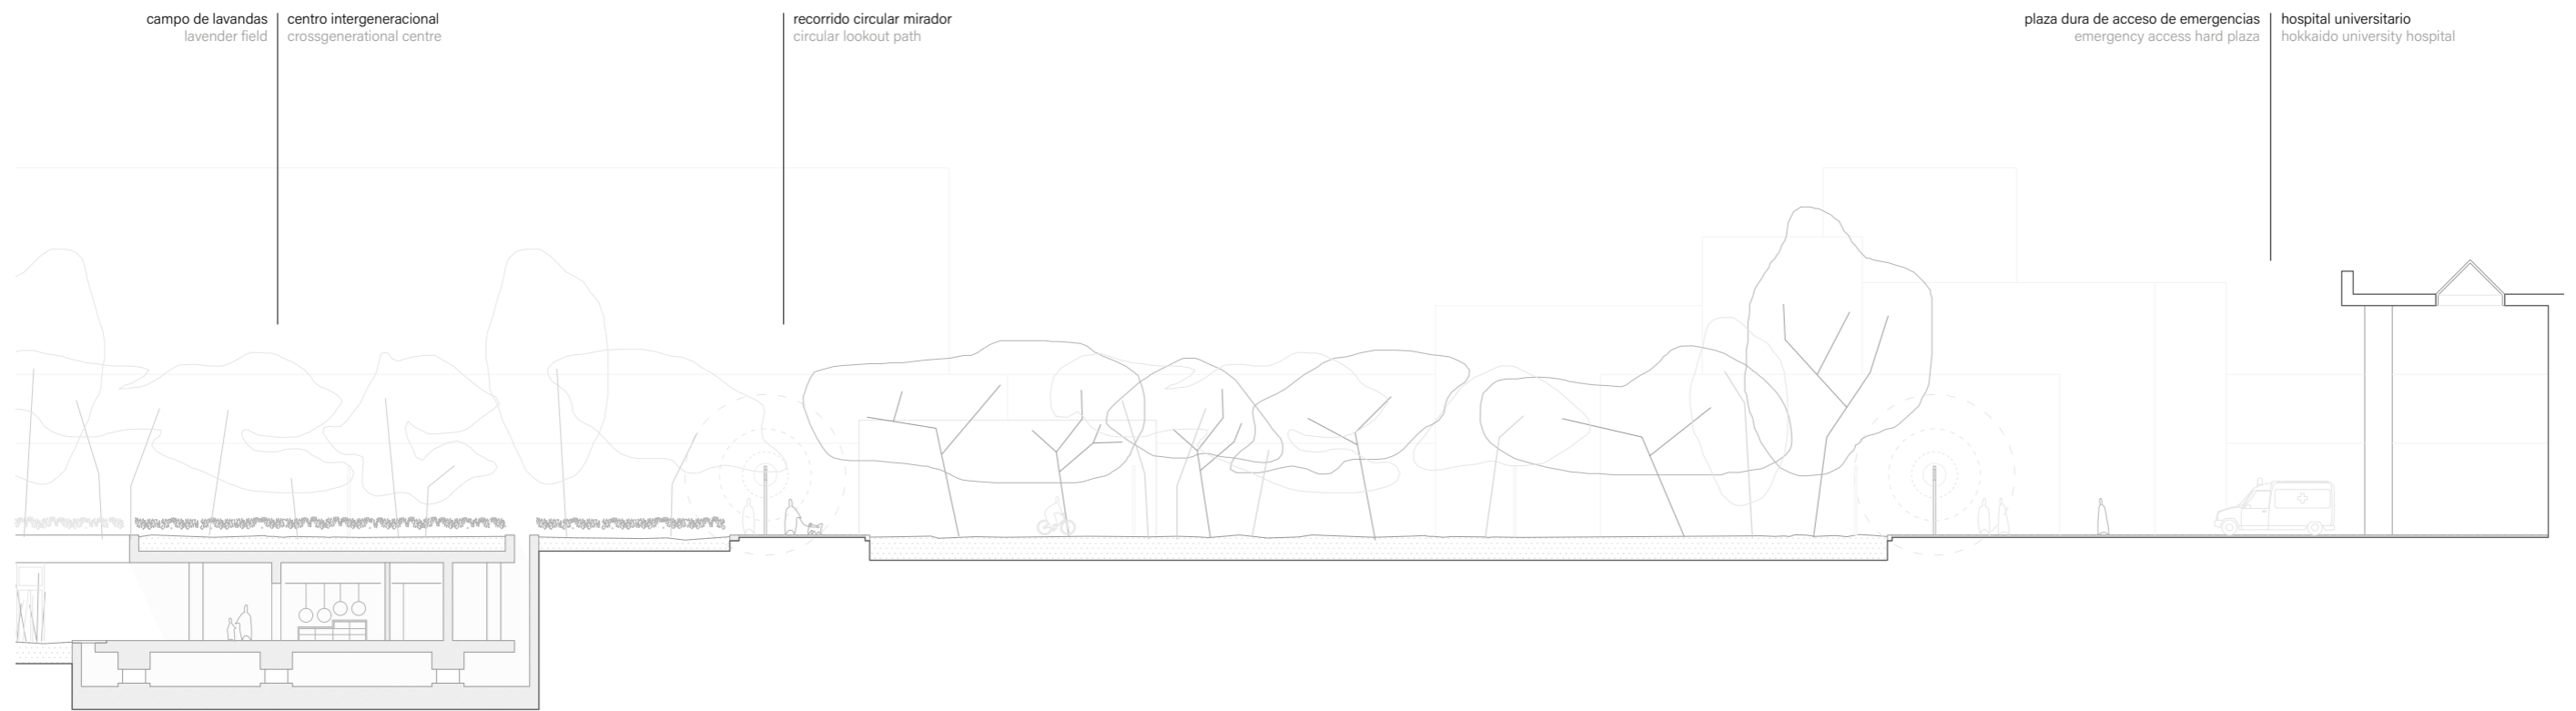 campo de lavandas
lavender field
centro intergeneracional
crossgenerational centre
recorrido circular mirador
circular lookout path
plaza dura de acceso de emergencias
emergency access hard plaza
hospital universitario
hokkaido university hospital